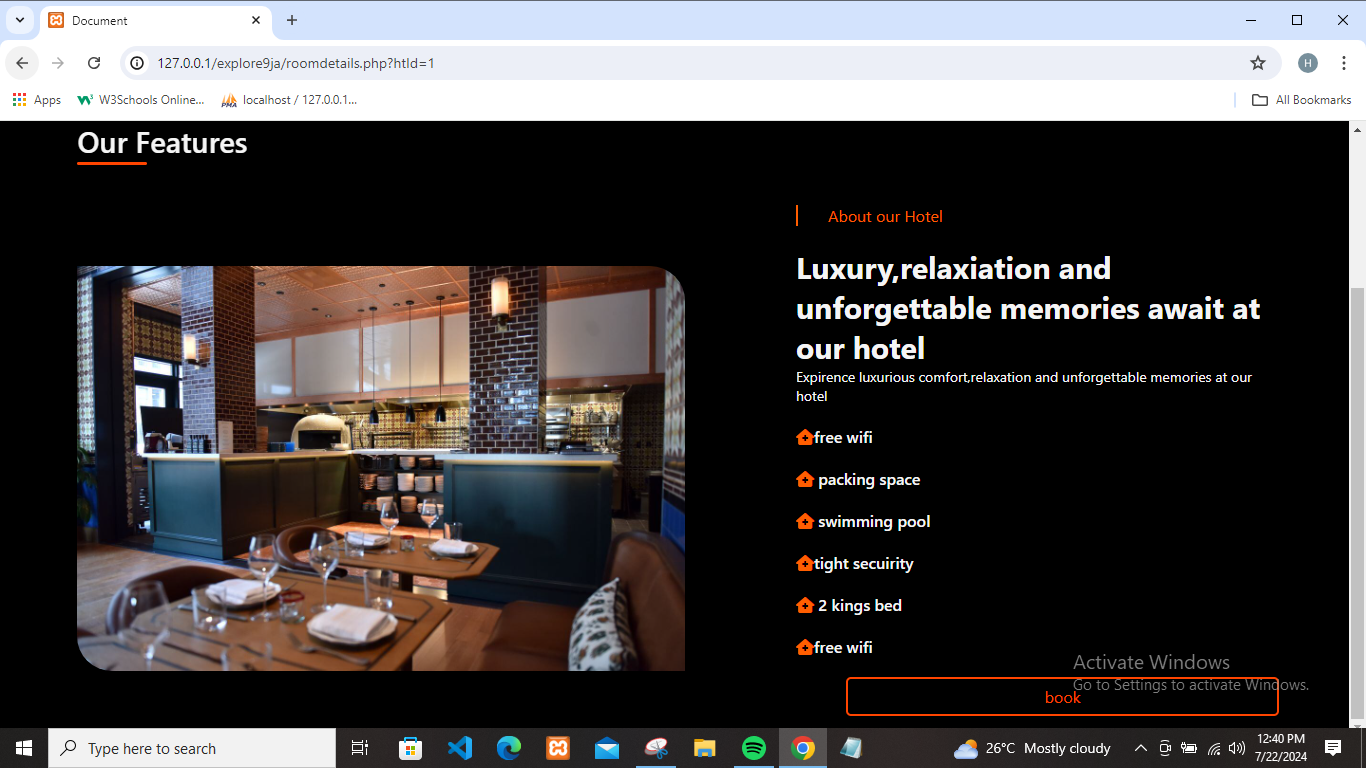 Document
127.0.0.1/explore9ja/roomdetails.php?htId=1
H
Apps
W3Schools Online...
PMA
localhost / 127.0.0.1...
All Bookmarks
Our Features
About our Hotel
Luxury,relaxiation and
unforgettable memories await at
our hotel
Expirence luxurious comfort,relaxation and unforgettable memories at our
hotel
free wifi
packing space
swimming pool
tight secuirity
2 kings bed
free wifi
Activate Windows
Go to Settings to activate Windows.
book
Type here to search
26°C Mostly cloudy
12:40 PM
7/22/2024